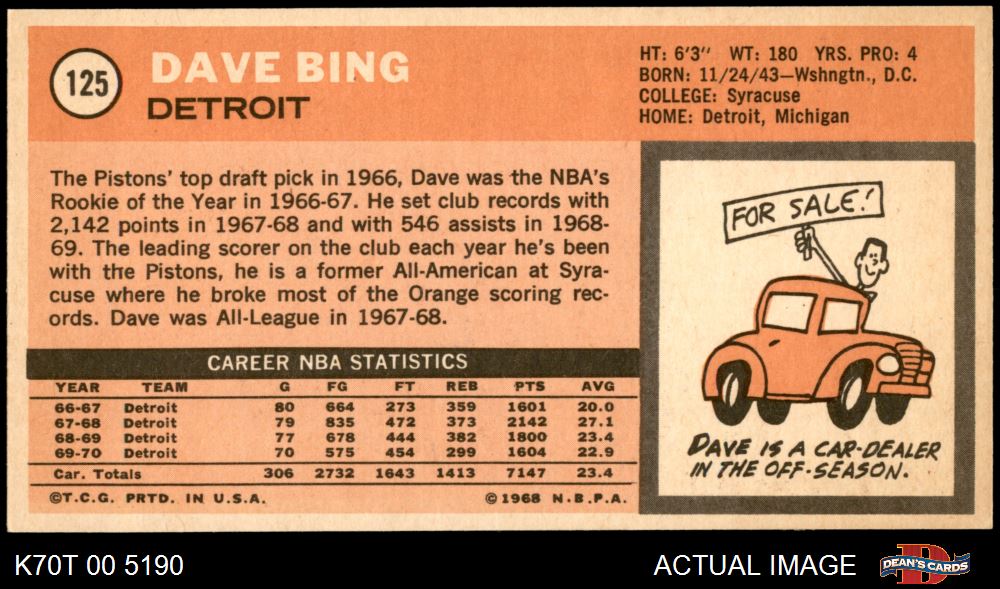 125
DAVE BING
DETROIT
HT: 6'3" WT: 180 YRS. PRO: 4
BORN: 11/24/43—Wshngtn., D.C.
COLLEGE: Syracuse
HOME: Detroit, Michigan
The Pistons' top draft pick in 1966, Dave was the NBA's
Rookie of the Year in 1966-67. He set club records with
2,142 points in 1967-68 and with 546 assists in 1968-
69. The leading scorer on the club each year he's been
with the Pistons, he is a former All-American at Syra-
cuse where he broke most of the Orange scoring rec-
ords. Dave was All-League in 1967-68.
FOR SALE!
DAVE IS A CAR-DEALER
IN THE OFF-SEASON.
CAREER NBA STATISTICS
YEAR TEAM G FG FT REB PTS AVG
66-67 Detroit 80 664 273 359 1601 20.0
67-68 Detroit 79 835 472 373 2142 27.1
68-69 Detroit 77 678 444 382 1800 23.4
69-70 Detroit 70 575 454 299 1604 22.9
Car. Totals 306 2732 1643 1413 7147 23.4
©T.C.G. PRTD. IN U.S.A. ©1968 N.B.P.A.
K70T 00 5190
ACTUAL IMAGE
D
DEAN'S CARDS